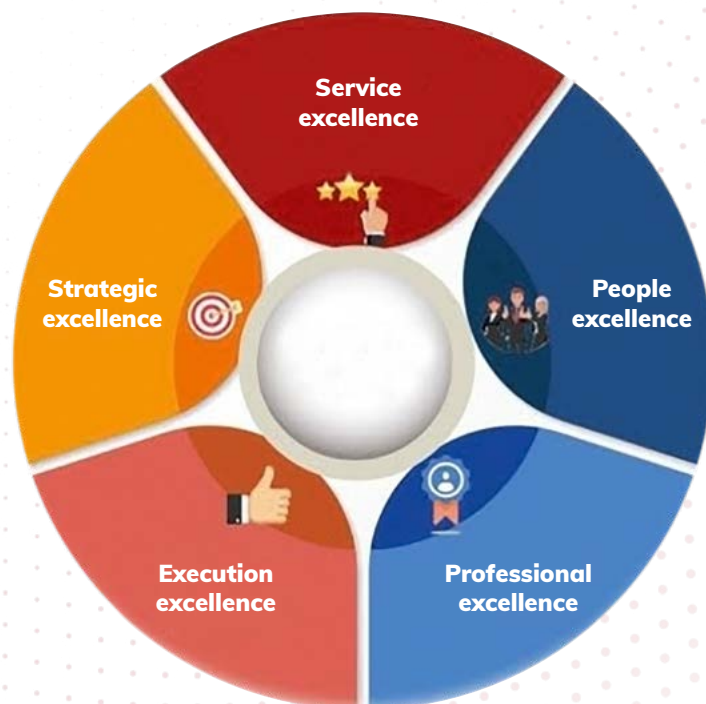 Service
excellence
People
excellence
Professional
excellence
Execution
excellence
Strategic
excellence